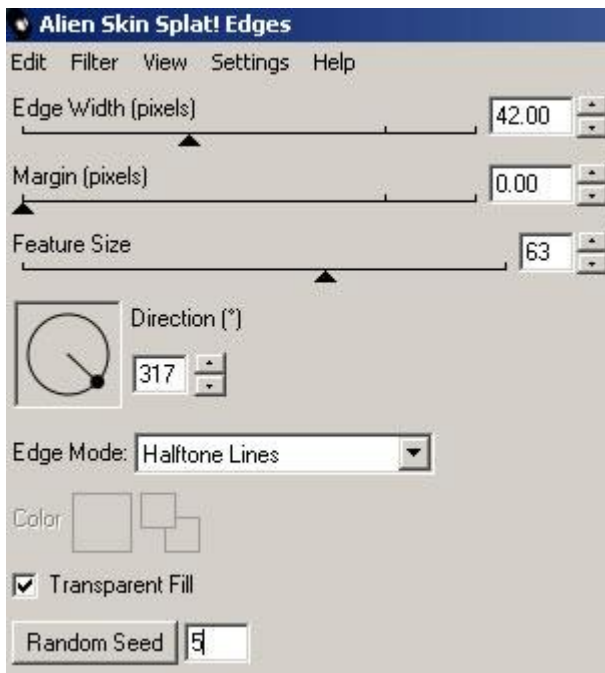 Alien Skin Splat! Edges
Edit Filter View Settings Help
Edge Width (pixels)
42.00
Margin (pixels)
0.00
Feature Size
63
Direction (°)
317
Edge Mode: Halftone Lines
Color
Transparent Fill
Random Seed 5